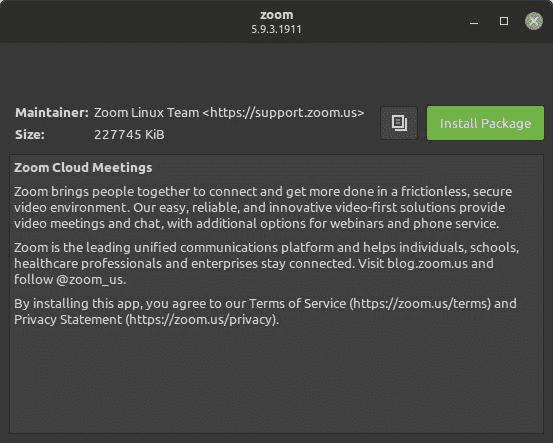 zoom
5.9.3.1911
Maintainer: Zoom Linux Team <https://support.zoom.us>
Install Package
Size: 227745 KiB
Zoom Cloud Meetings
Zoom brings people together to connect and get more done in a frictionless, secure
video environment. Our easy, reliable, and innovative video-first solutions provide
video meetings and chat, with additional options for webinars and phone service.
Zoom is the leading unified communications platform and helps individuals, schools,
healthcare professionals and enterprises stay connected. Visit blog.zoom.us and
follow @zoom_us.
By installing this app, you agree to our Terms of Service (https://zoom.us/terms) and
Privacy Statement (https://zoom.us/privacy).